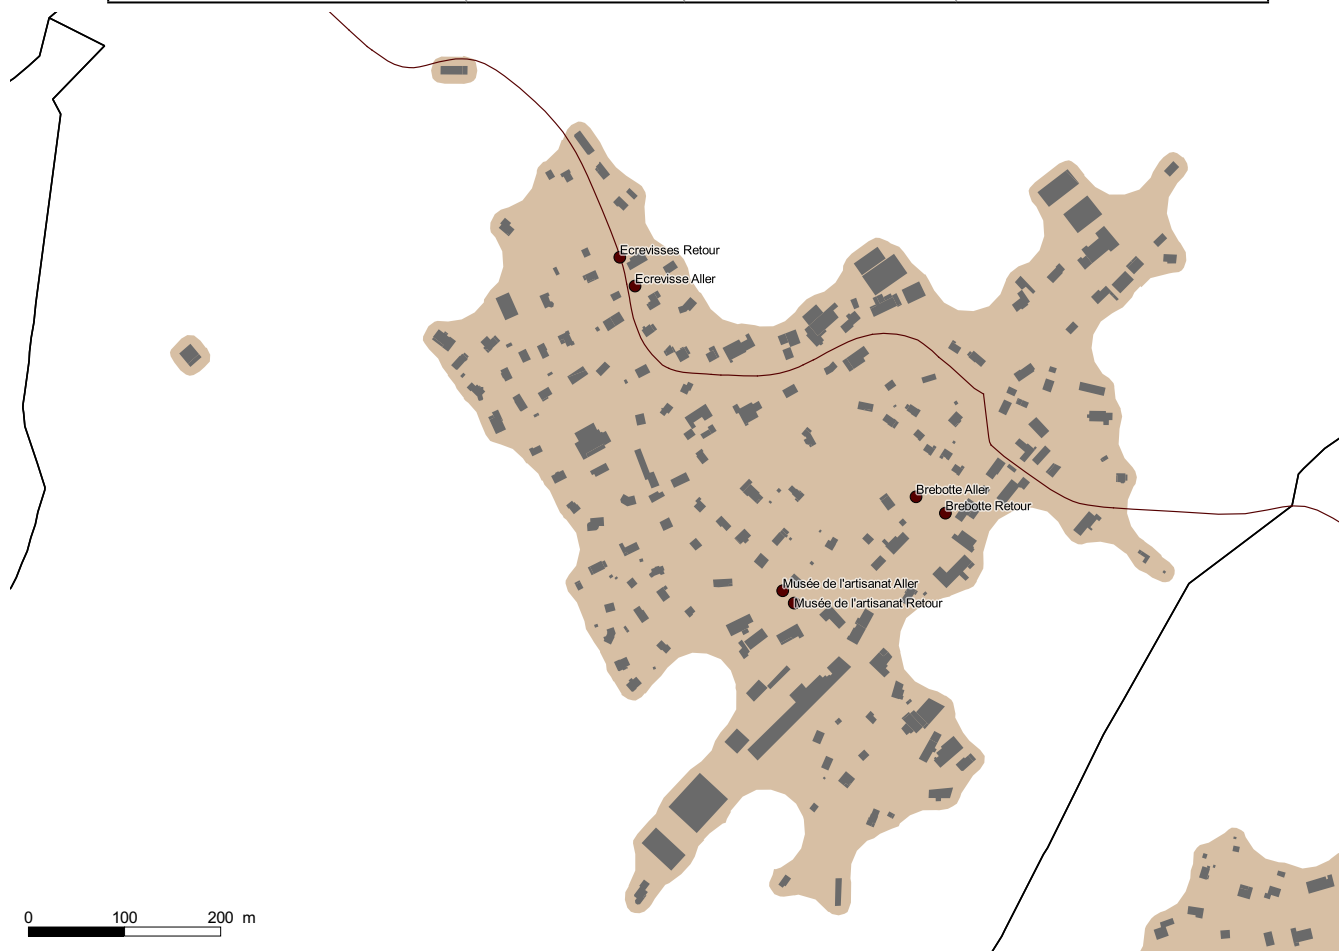 Ecrevisses Retour
Ecrevisse Aller
Brebotte Aller
Brebotte Retour
Musée de l'artisanat Aller
Musée de l'artisanat Retour
0 100 200 m